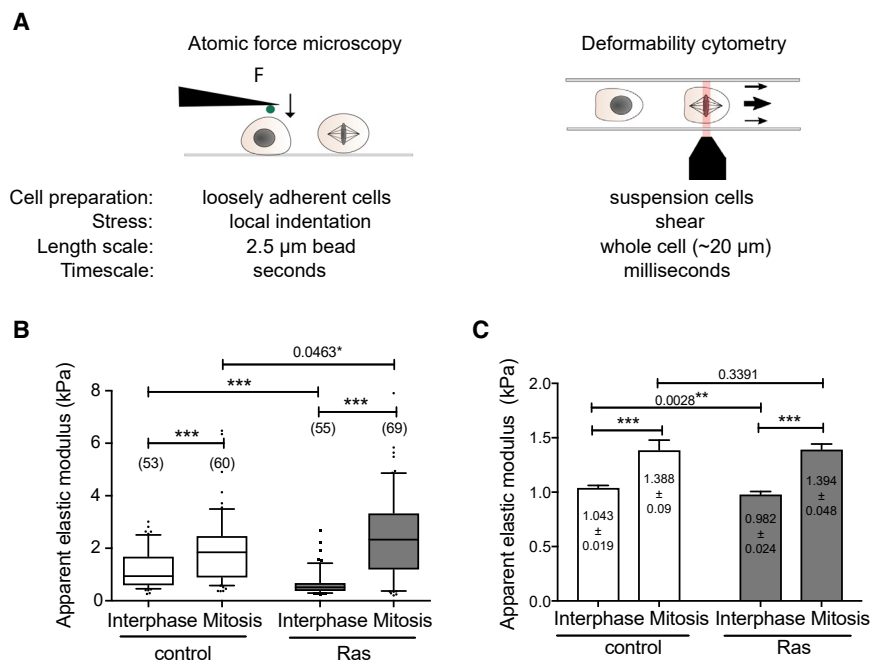 A
Atomic force microscopy
Deformability cytometry
F
Cell preparation: loosely adherent cells suspension cells
Stress: local indentation shear
Length scale: 2.5 μm bead whole cell (~20 μm)
Timescale: seconds milliseconds
B
Apparent elastic modulus (kPa)
8
6
4
2
0
0.0463*
***
***
***
(53)
(60)
(55)
(69)
Interphase Mitosis Interphase Mitosis
control Ras
C
Apparent elastic modulus (kPa)
2.0
1.5
1.0
0.5
0.0
0.3391
0.0028**
***
***
1.043
±
0.019
1.388
±
0.09
0.982
±
0.024
1.394
±
0.048
Interphase Mitosis Interphase Mitosis
control Ras